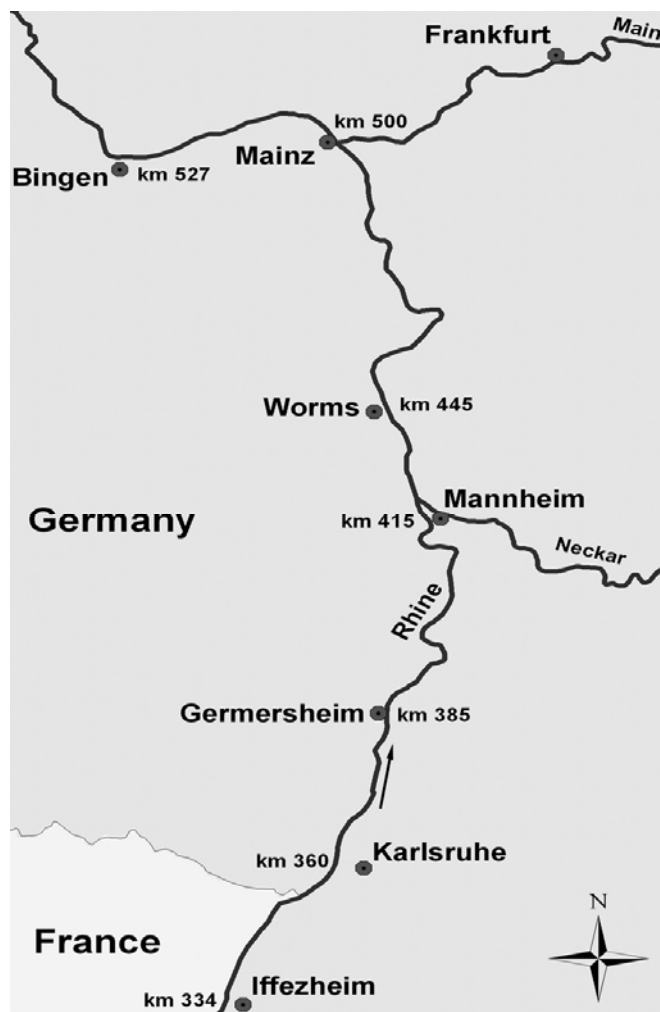 Frankfurt
Main
km 500
Mainz
Bingen
km 527
Worms
km 445
Mannheim
Germany
km 415
Neckar
Rhine
Germersheim
km 385
km 360
Karlsruhe
N
France
Iffezheim
km 334